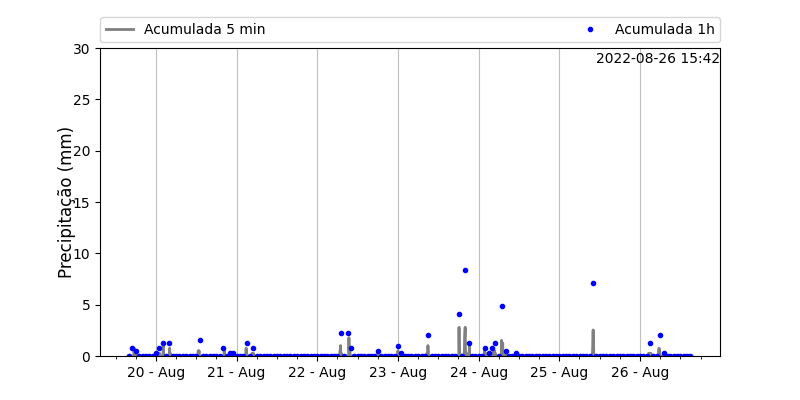 Acumulada 5 min
Acumulada 1h
2022-08-26 15:42
Precipitação (mm)
30
25
20
15
10
5
0
20 - Aug
21 - Aug
22 - Aug
23 - Aug
24 - Aug
25 - Aug
26 - Aug